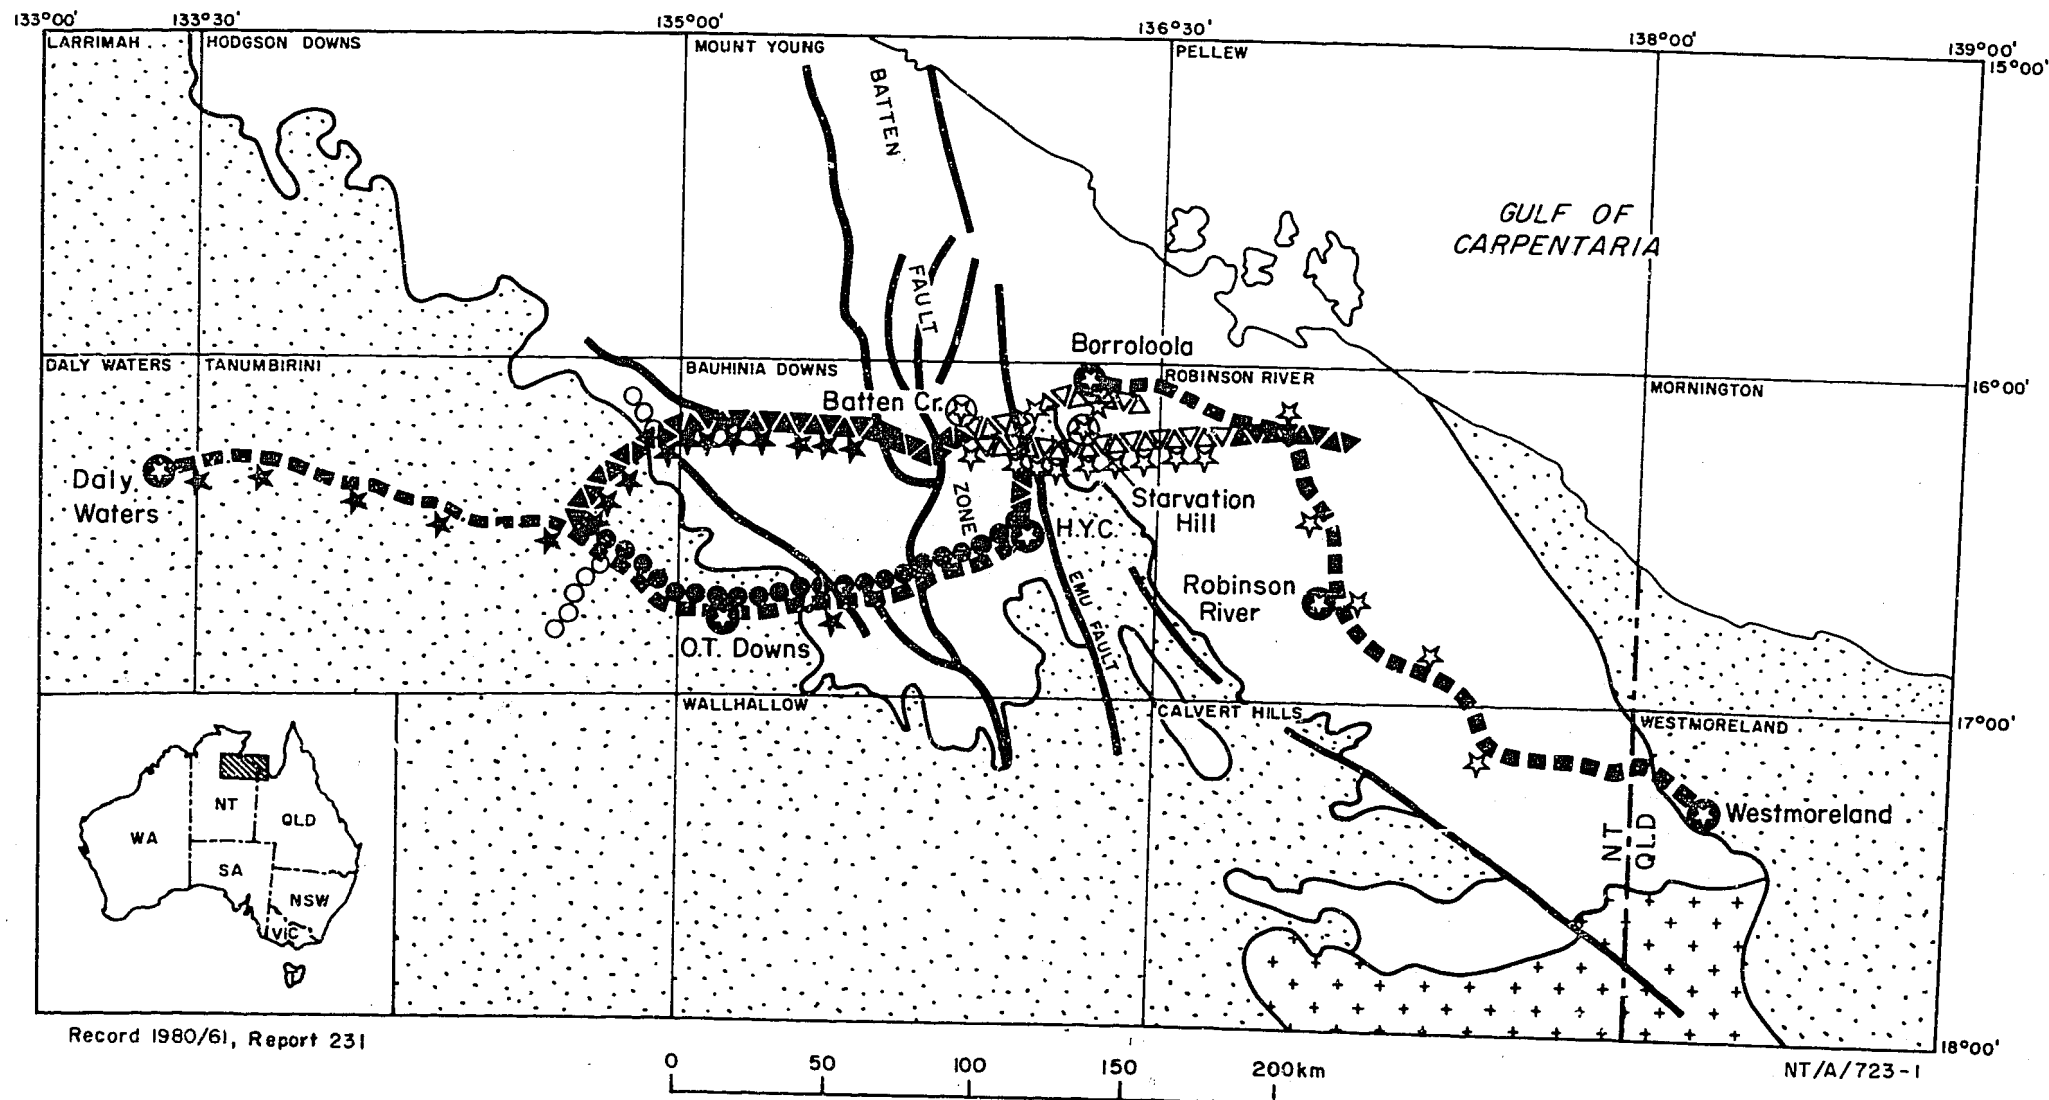 133°00'
133°30'
135°00'
136°30'
138°00'
139°00'
15°00'
LARRIMAH
HODGSON DOWNS
MOUNT YOUNG
PELLEW
BATTEN
GULF OF
CARPENTARIA
FAULT
Borroloola
DALY WATERS
TANUMBIRINI
BAUHINIA DOWNS
ROBINSON RIVER
MORNINGTON
16°00'
Batten Cr.
Daly
Waters
ZONE
Starvation
Hill
H.Y.C.
EMU FAULT
Robinson
River
O.T. Downs
WALLHALLOW
CALVERT HILLS
WESTMORELAND
17°00'
Westmoreland
NT
QLD
WA
NT
QLD
SA
NSW
VIC
T
18°00'
Record 1980/61, Report 231
0 50 100 150 200km
NT/A/723-1